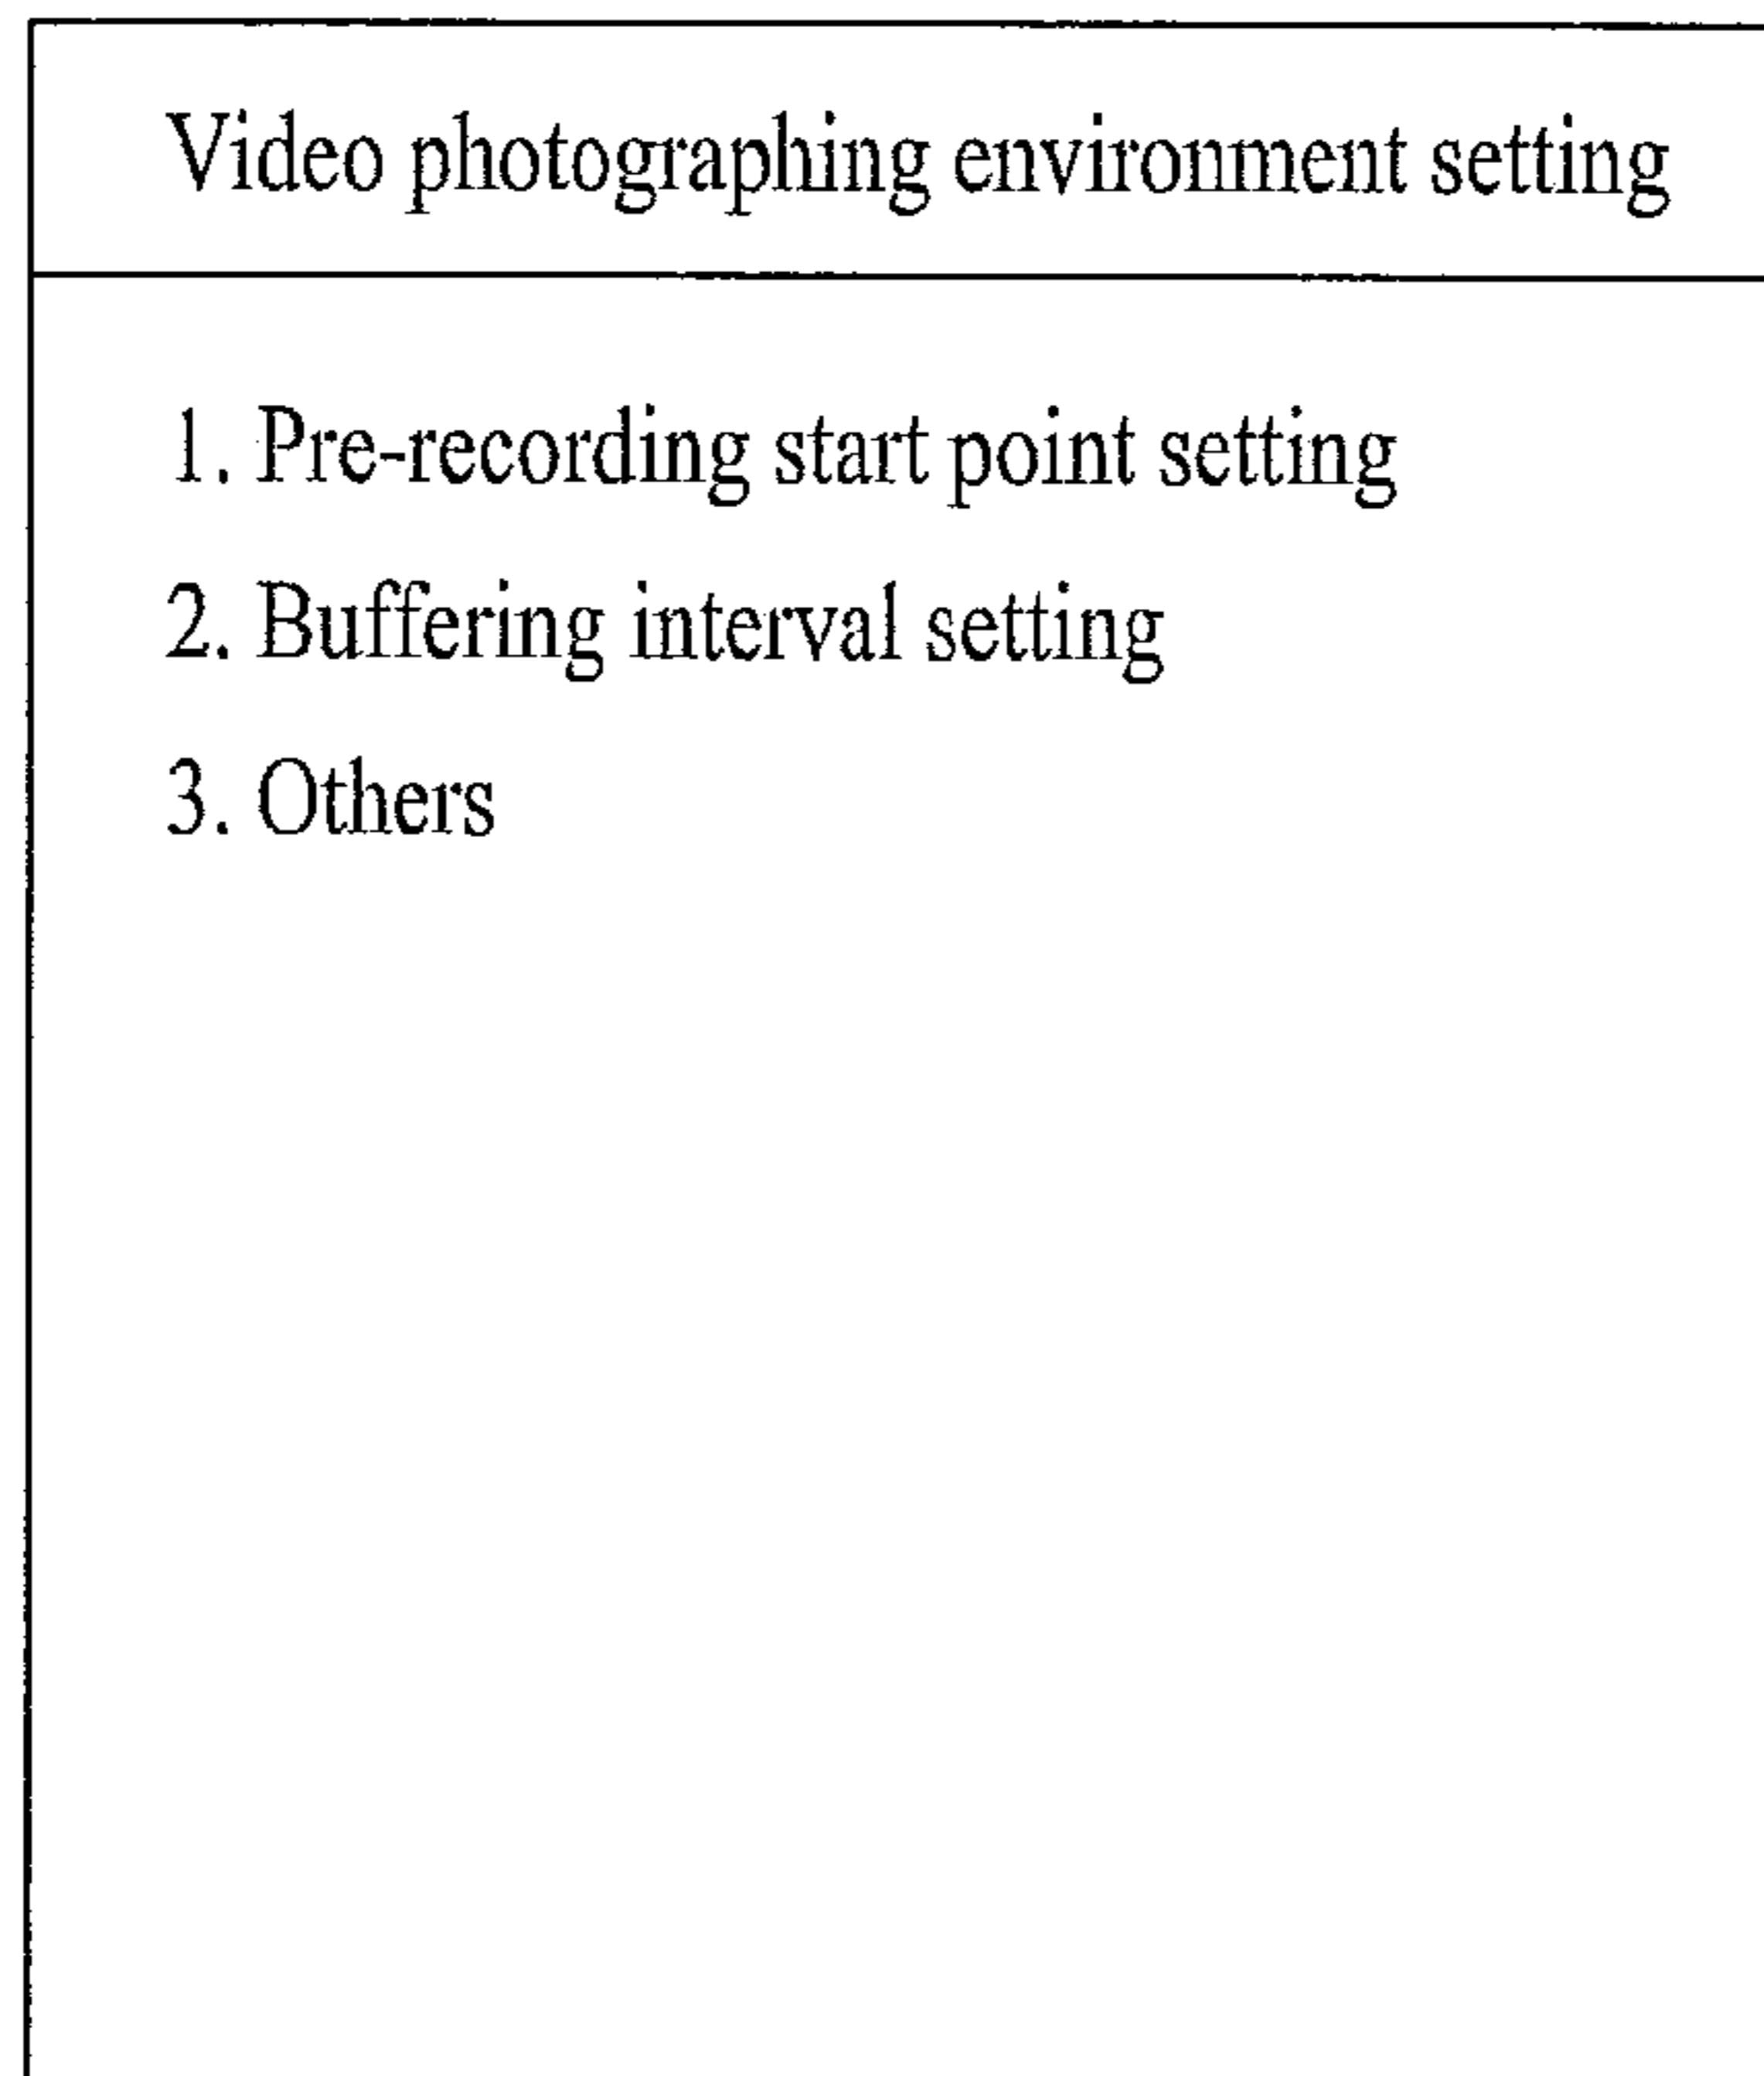 Video photographing environment setting
1. Pre-recording start point setting
2. Buffering interval setting
3. Others